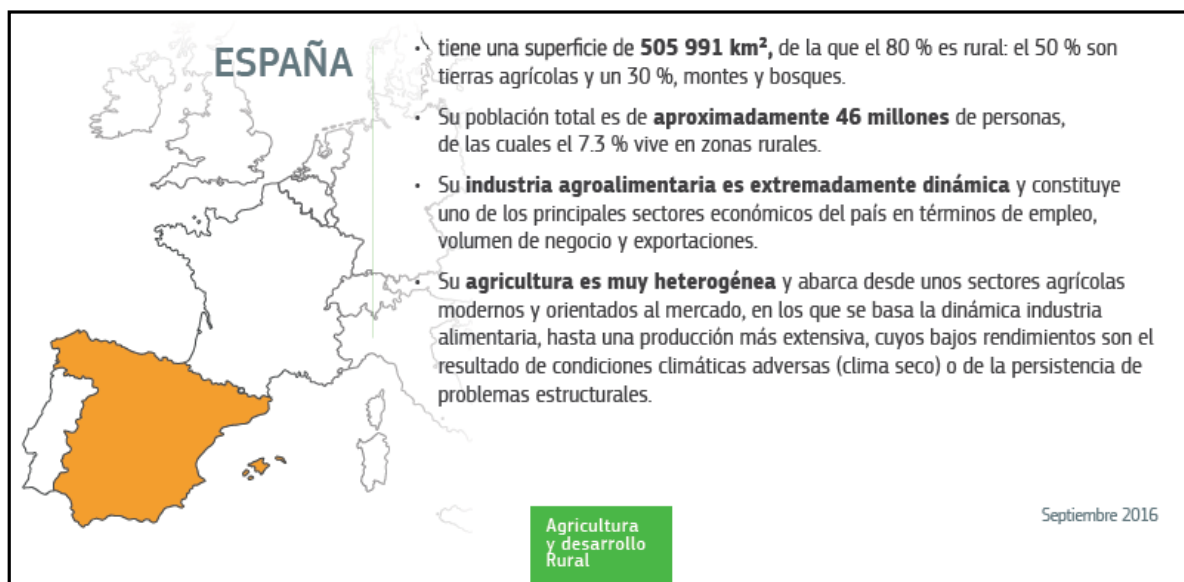 ESPAÑA
· tiene una superficie de 505 991 km², de la que el 80 % es rural: el 50 % son
tierras agrícolas y un 30 %, montes y bosques.
· Su población total es de aproximadamente 46 millones de personas,
de las cuales el 7.3 % vive en zonas rurales.
· Su industria agroalimentaria es extremadamente dinámica y constituye
uno de los principales sectores económicos del país en términos de empleo,
volumen de negocio y exportaciones.
· Su agricultura es muy heterogénea y abarca desde unos sectores agrícolas
modernos y orientados al mercado, en los que se basa la dinámica industria
alimentaria, hasta una producción más extensiva, cuyos bajos rendimientos son el
resultado de condiciones climáticas adversas (clima seco) o de la persistencia de
problemas estructurales.
Septiembre 2016
Agricultura
y desarrollo
Rural